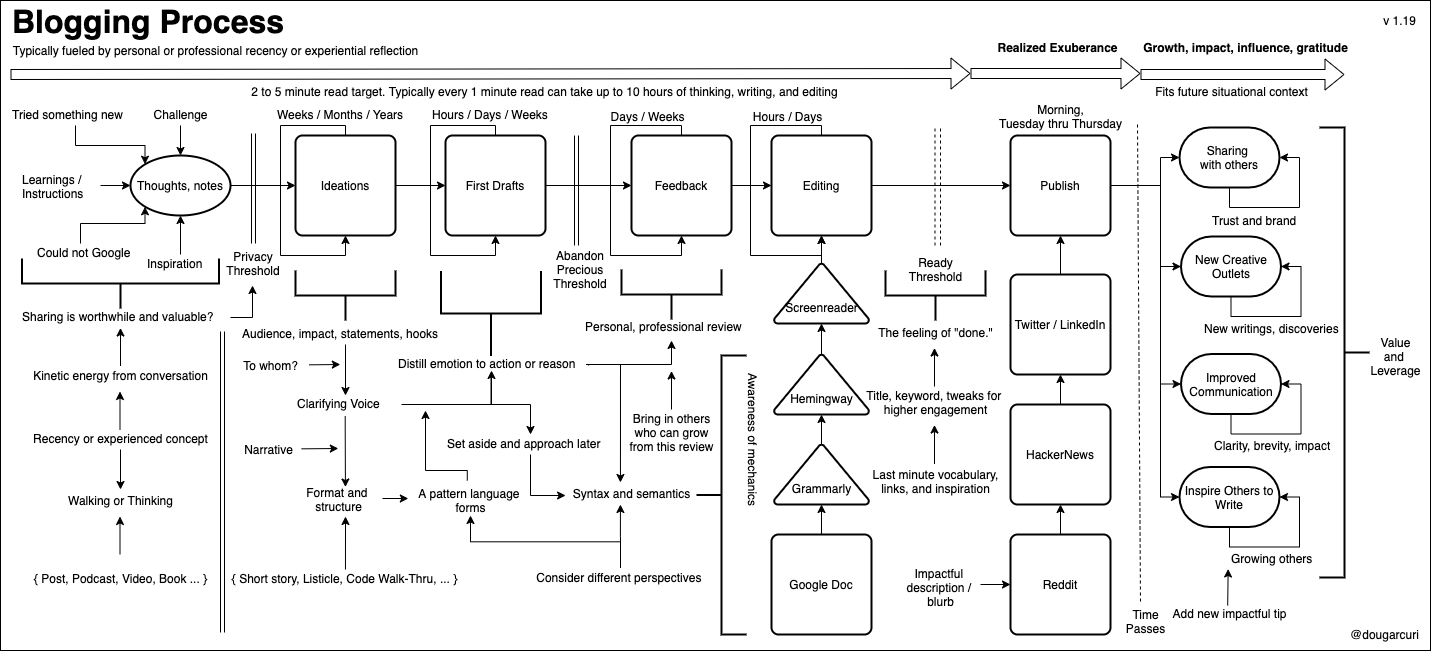 Blogging Process
v 1.19
Typically fueled by personal or professional recency or experiential reflection
Realized Exuberance
Growth, impact, influence, gratitude
2 to 5 minute read target. Typically every 1 minute read can take up to 10 hours of thinking, writing, and editing
Fits future situational context
Tried something new
Challenge
Learnings /
Instructions
Thoughts, notes
Could not Google
Inspiration
Privacy
Threshold
Sharing is worthwhile and valuable?
Kinetic energy from conversation
Recency or experienced concept
Walking or Thinking
{ Post, Podcast, Video, Book ... }
Weeks / Months / Years
Ideations
Audience, impact, statements, hooks
To whom?
Clarifying Voice
Narrative
Format and
structure
{ Short story, Listicle, Code Walk-Thru, ... }
Hours / Days / Weeks
First Drafts
Distill emotion to action or reason
Set aside and approach later
A pattern language
forms
Syntax and semantics
Consider different perspectives
Abandon
Precious
Threshold
Days / Weeks
Feedback
Personal, professional review
Bring in others
who can grow
from this review
Awareness of mechanics
Hours / Days
Editing
Screenreader
Hemingway
Grammarly
Google Doc
Ready
Threshold
The feeling of "done."
Title, keyword, tweaks for
higher engagement
Last minute vocabulary,
links, and inspiration
Impactful
description /
blurb
Morning,
Tuesday thru Thursday
Publish
Twitter / LinkedIn
HackerNews
Reddit
Time
Passes
Sharing
with others
Trust and brand
New Creative
Outlets
New writings, discoveries
Improved
Communication
Clarity, brevity, impact
Inspire Others to
Write
Growing others
Add new impactful tip
Value
and
Leverage
@dougarcuri